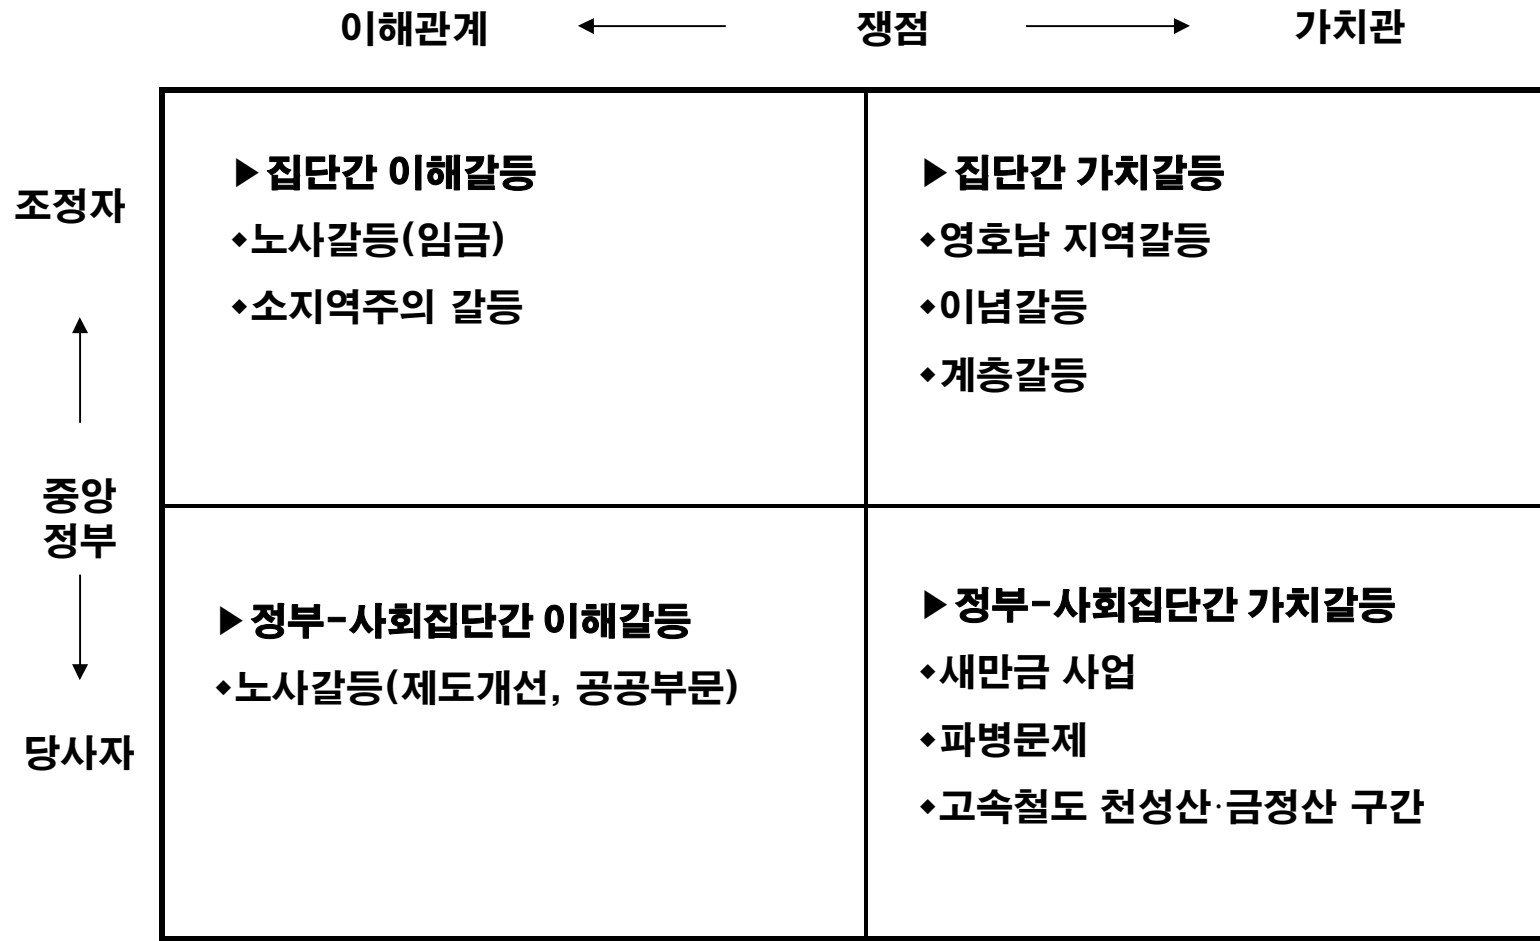 이해관계 쟁점 가치관
조정자
중앙
정부
당사자
▶집단간 이해갈등
◆노사갈등(임금)
◆소지역주의 갈등
▶집단간 가치갈등
◆영호남 지역갈등
◆이념갈등
◆계층갈등
▶정부-사회집단간 이해갈등
◆노사갈등(제도개선, 공공부문)
▶정부-사회집단간 가치갈등
◆새만금 사업
◆파병문제
◆고속철도 천성산·금정산 구간